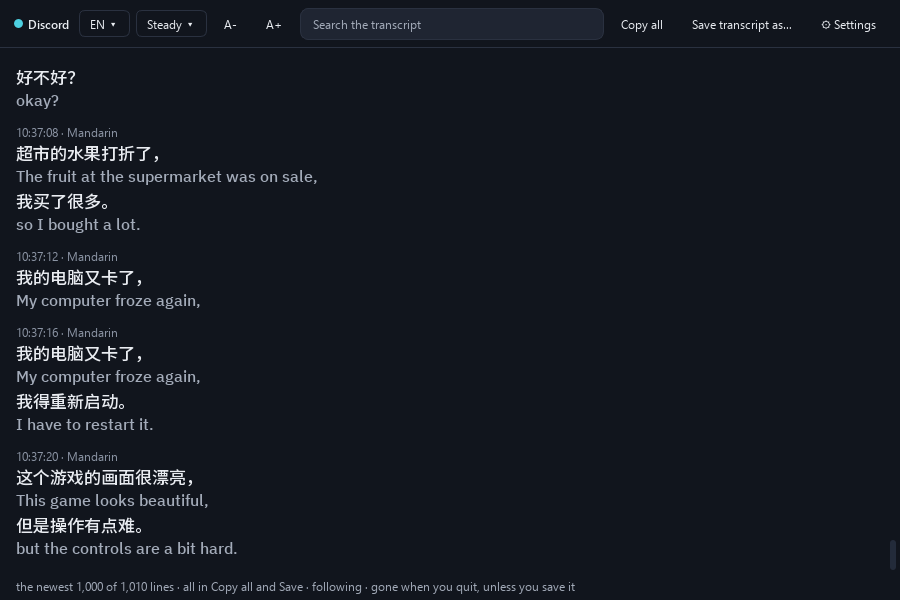 Discord EN ▾ Steady ▾ A- A+ Search the transcript Copy all Save transcript as... ⚙ Settings
好不好？
okay?
10:37:08 · Mandarin
超市的水果打折了，
The fruit at the supermarket was on sale,
我买了很多。
so I bought a lot.
10:37:12 · Mandarin
我的电脑又卡了，
My computer froze again,
10:37:16 · Mandarin
我的电脑又卡了，
My computer froze again,
我得重新启动。
I have to restart it.
10:37:20 · Mandarin
这个游戏的画面很漂亮，
This game looks beautiful,
但是操作有点难。
but the controls are a bit hard.
the newest 1,000 of 1,010 lines · all in Copy all and Save · following · gone when you quit, unless you save it